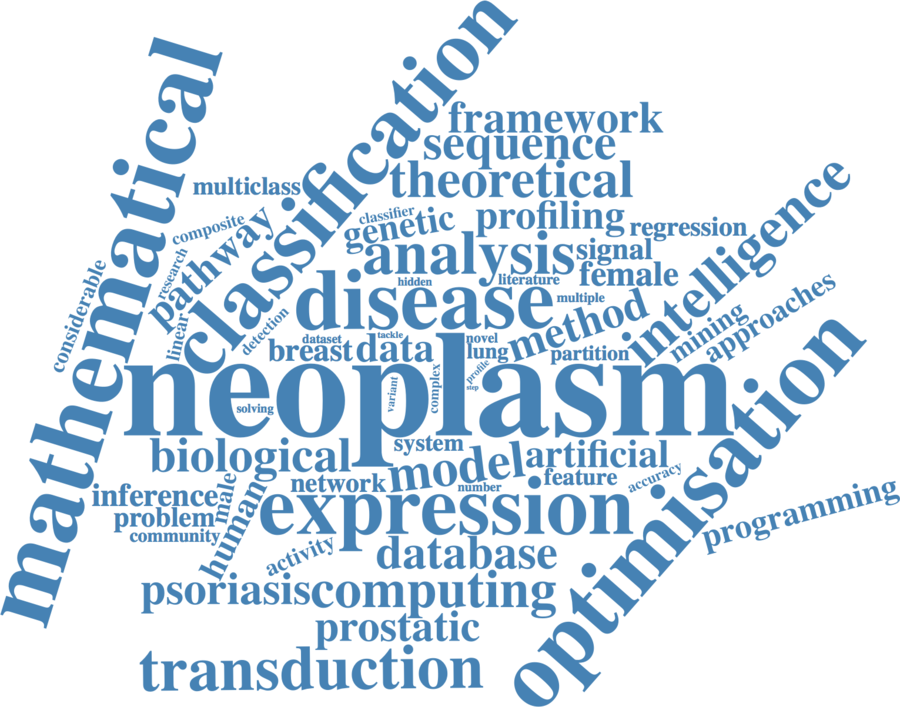 mathematical
classification
framework
sequence
theoretical
multiclass
classifier
genetic
profiling
regression
intelligence
composite
pathway
research
considerable
analysis
signal
female
hidden
literature
disease
multiple
method
mining
approaches
linear
detection
dataset
tackle
novel
breast
data
lung
partition
profile
step
neoplasm
solving
variant
complex
optimisation
system
biological
model
artificial
network
number
feature
accuracy
inference
male
human
expression
problem
community
programming
activity
database
psoriasis
computing
prostatic
transduction